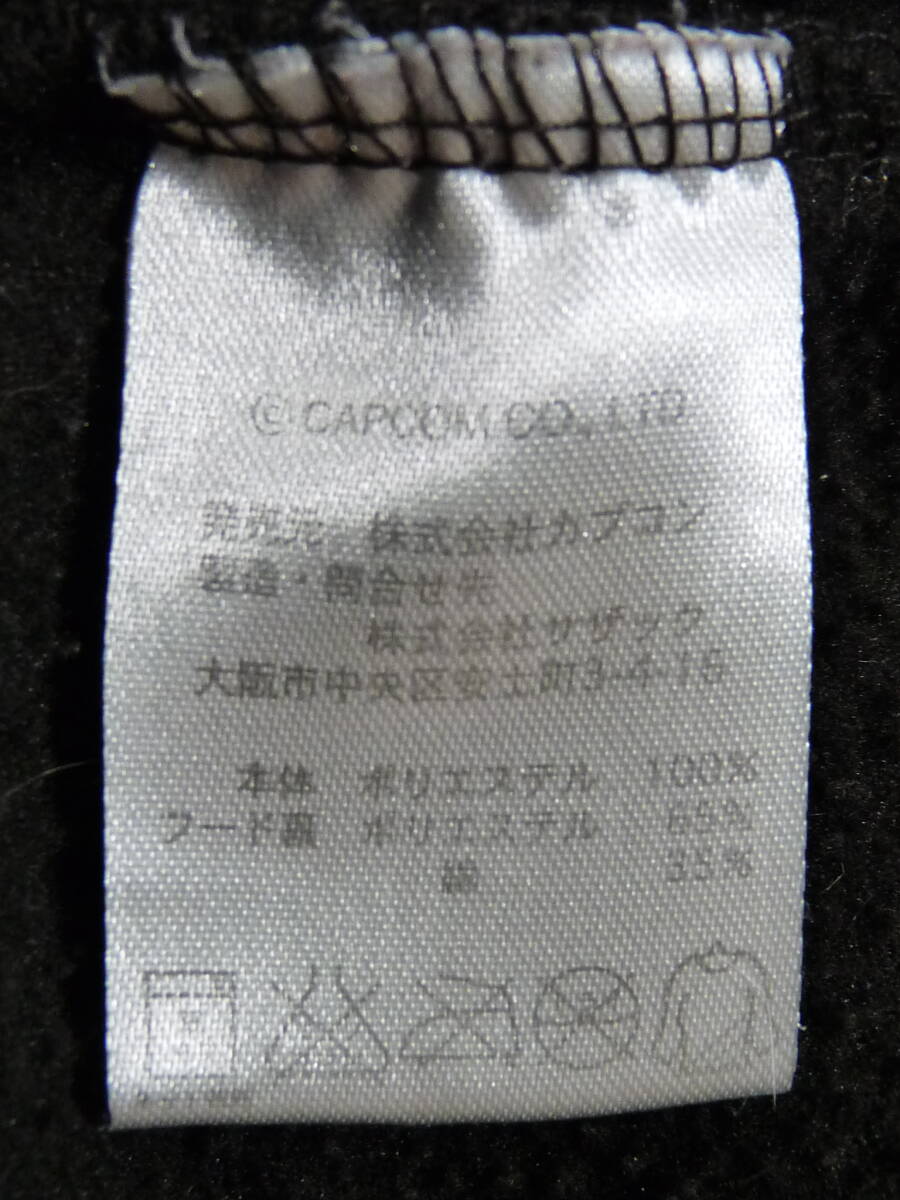 © CAPCOM CO., LTD
発売元 株式会社カプコン
製造・問合せ先
株式会社サザック
大阪市中央区安土町3-4-16
本体 ポリエステル 100%
フード裏 ポリエステル 65%
綿 35%